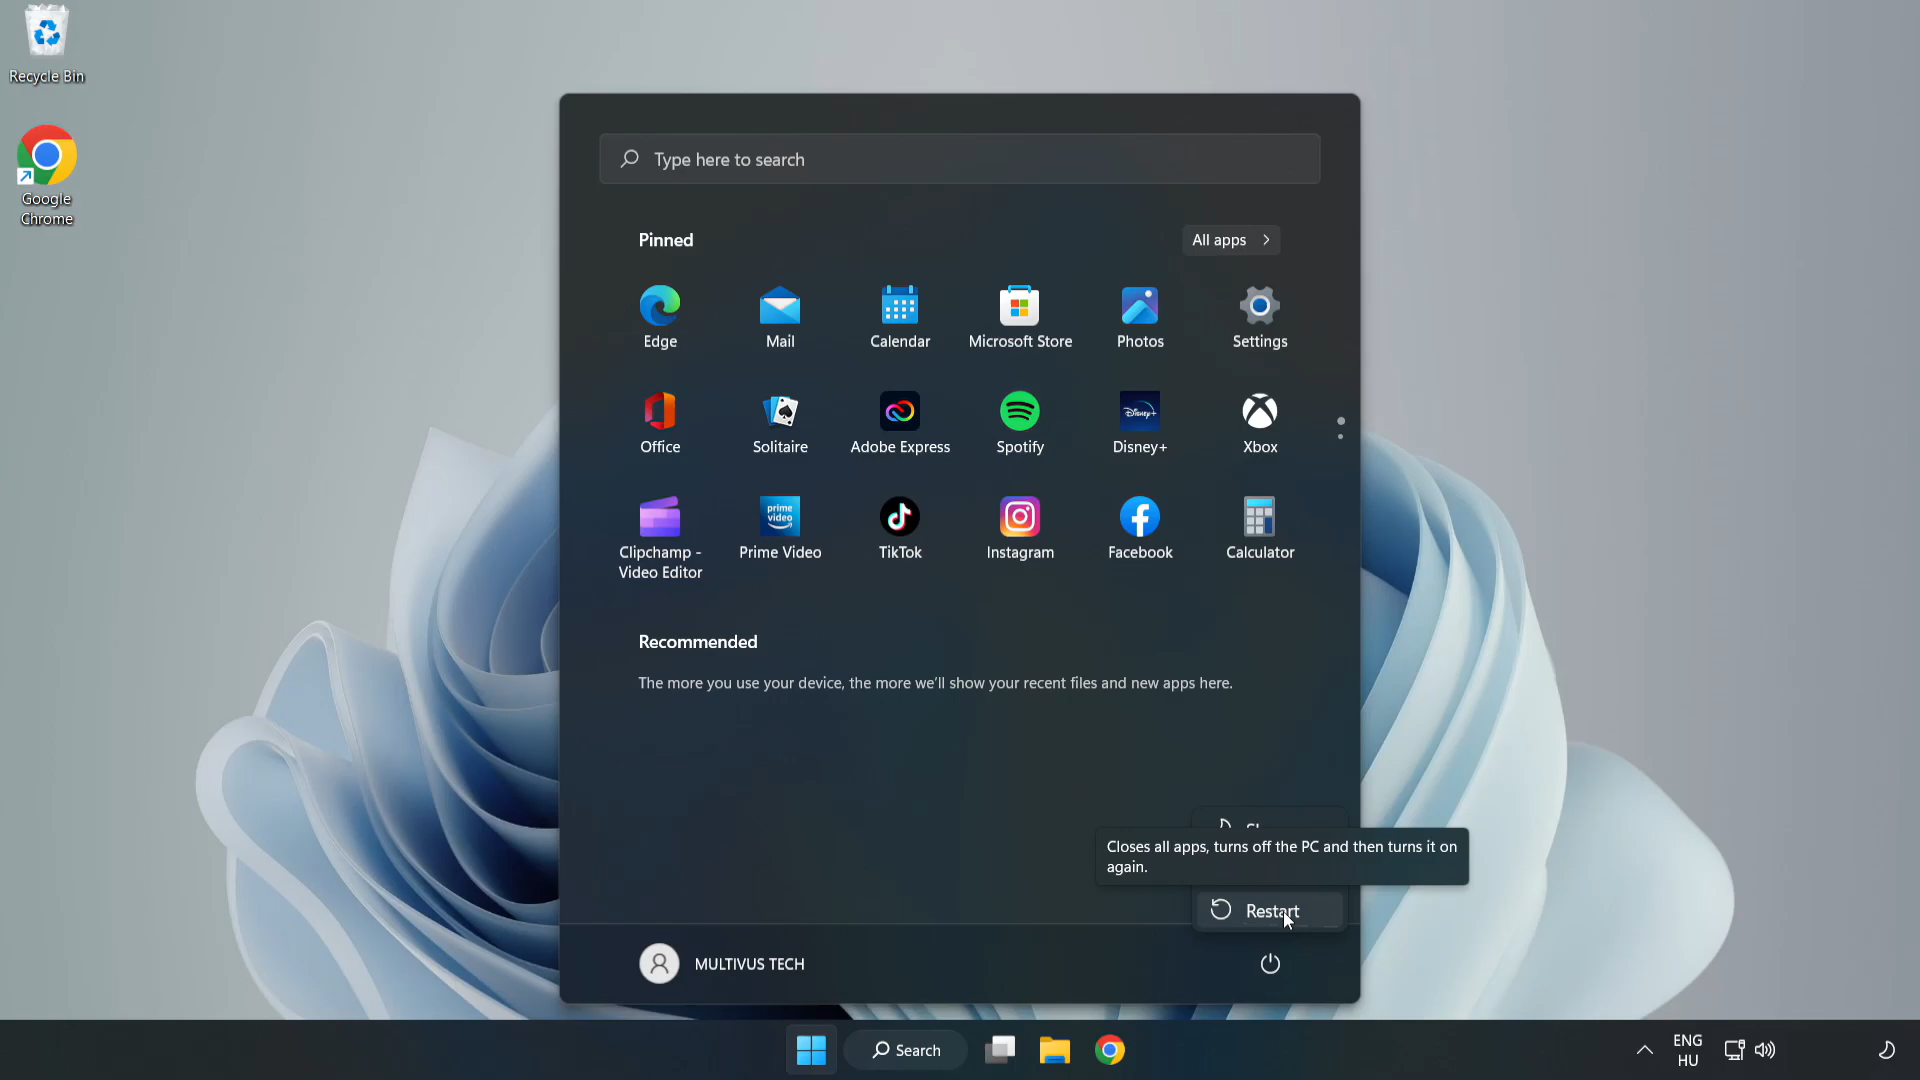 Recycle Bin
Google
Chrome
Type here to search
Pinned
All apps
Edge
Mail
Calendar
Microsoft Store
Photos
Settings
Office
Solitaire
Adobe Express
Spotify
Disney+
Disney+
Xbox
prime
video
Clipchamp -
Video Editor
Prime Video
TikTok
Instagram
Facebook
Calculator
Recommended
The more you use your device, the more we'll show your recent files and new apps here.
Closes all apps, turns off the PC and then turns it on
again.
Restart
MULTIVUS TECH
Search
ENG
HU